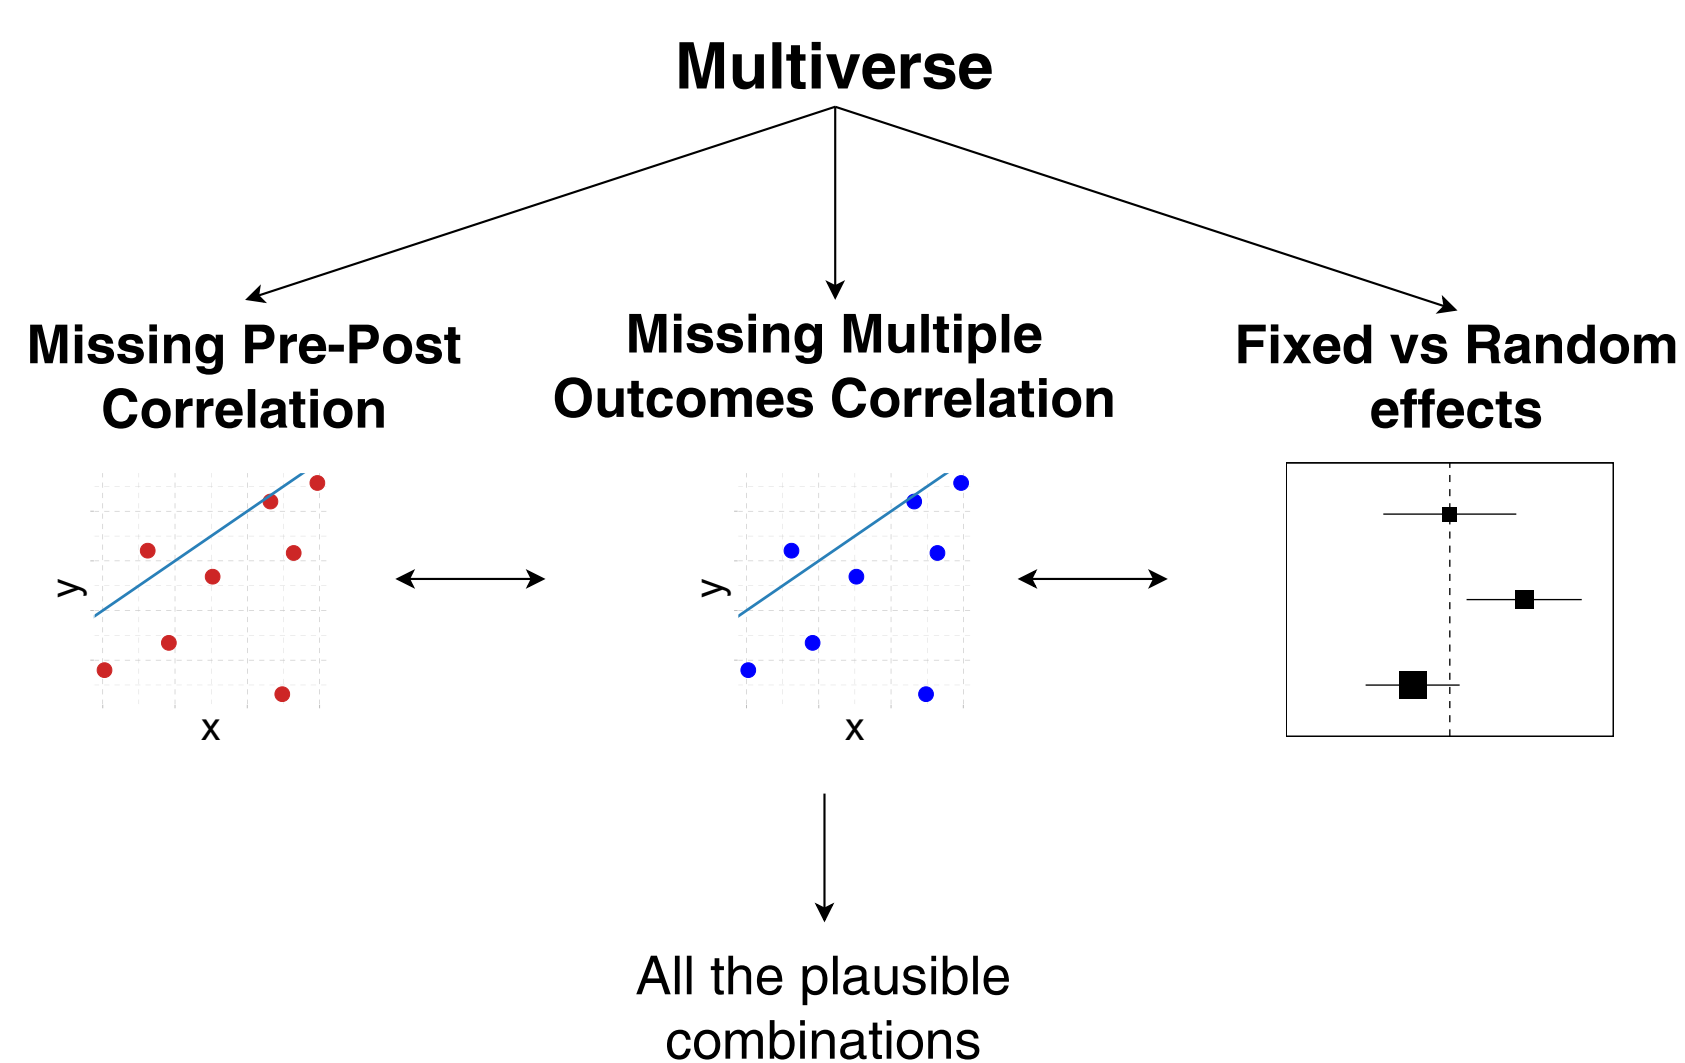 Multiverse
Missing Pre-Post
Correlation
Missing Multiple
Outcomes Correlation
Fixed vs Random
effects
y
x
y
x
All the plausible
combinations